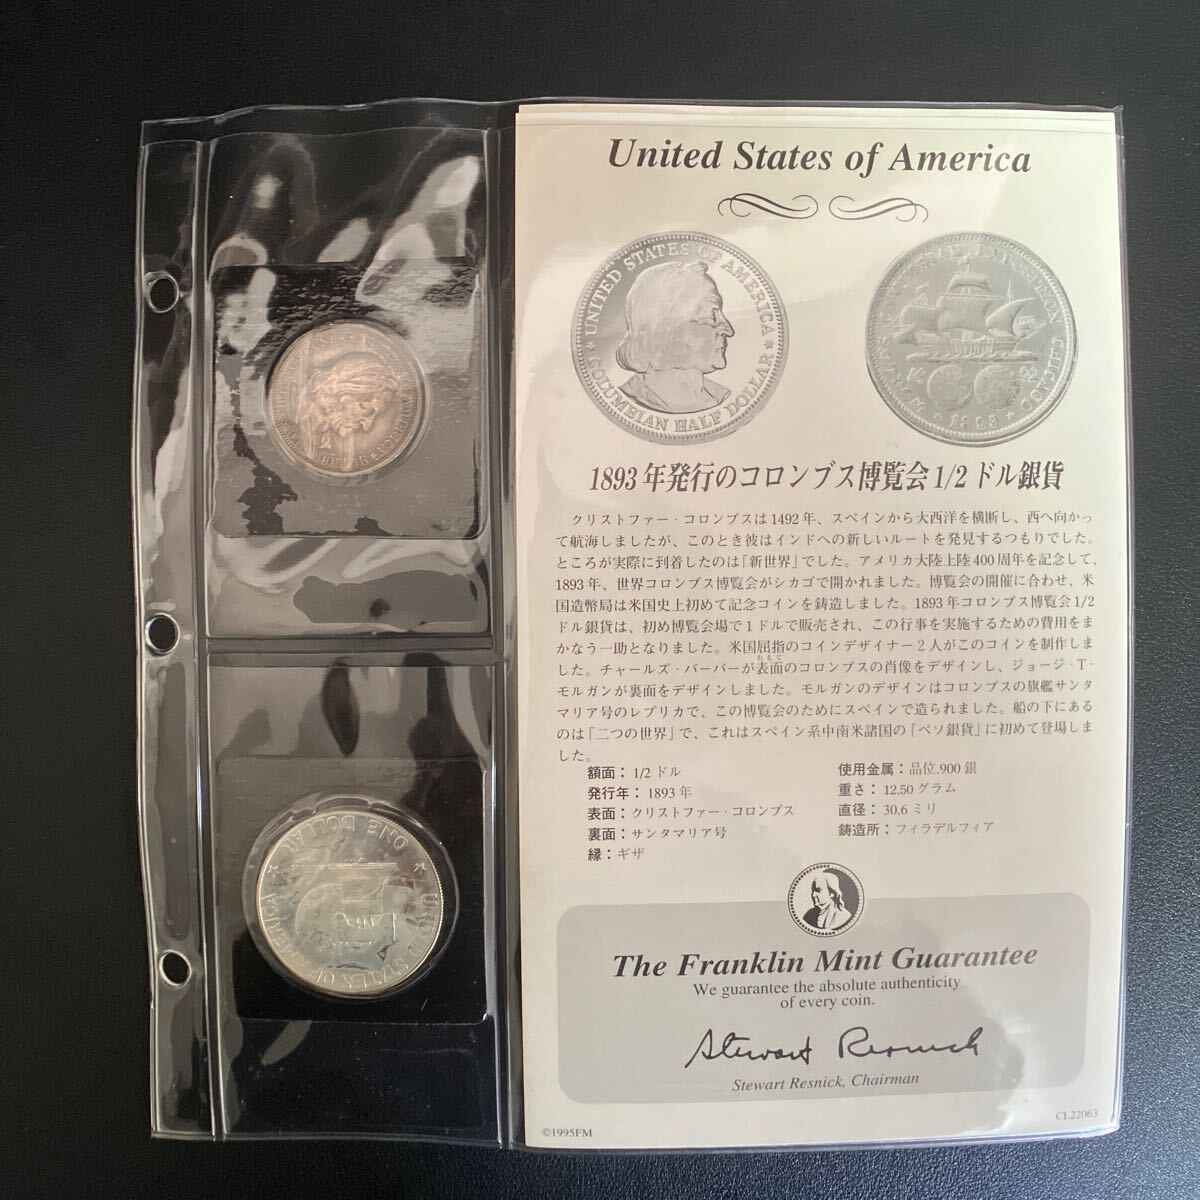 United States of America
UNITED STATES OF AMERICA
COLUMBIAN HALF DOLLAR
WORLD'S COLUMBIAN EXPOSITION CHICAGO
14 92
1893
1893年発行のコロンブス博覧会1/2ドル銀貨
クリストファー・コロンブスは1492年、スペインから大西洋を横断し、西へ向かっ
て航海しましたが、このとき彼はインドへの新しいルートを発見するつもりでした。
ところが実際に到着したのは「新世界」でした。アメリカ大陸上陸400周年を記念して、
1893年、世界コロンブス博覧会がシカゴで開かれました。博覧会の開催に合わせ、米
国造幣局は米国史上初めて記念コインを鋳造しました。1893年コロンブス博覧会1/2
ドル銀貨は、初め博覧会場で1ドルで販売され、この行事を実施するための費用をま
かなう一助となりました。米国屈指のコインデザイナー2人がこのコインを制作しま
した。チャールズ・バーバーが表面のコロンブスの肖像をデザインし、ジョージ・T・
モルガンが裏面をデザインしました。モルガンのデザインはコロンブスの旗艦サンタ
マリア号のレプリカで、この博覧会のためにスペインで造られました。船の下にある
のは「二つの世界」で、これはスペイン系中南米諸国の「ペソ銀貨」に初めて登場しま
した。
額面：1/2ドル
発行年：1893年
表面：クリストファー・コロンブス
裏面：サンタマリア号
縁：ギザ
使用金属：品位.900銀
重さ：12.50グラム
直径：30.6ミリ
鋳造所：フィラデルフィア
The Franklin Mint Guarantee
We guarantee the absolute authenticity
of every coin.
Stewart Resnick
Stewart Resnick, Chairman
©1995FM
CL22063
UNITED STATES OF AMERICA
ONE DOLLAR